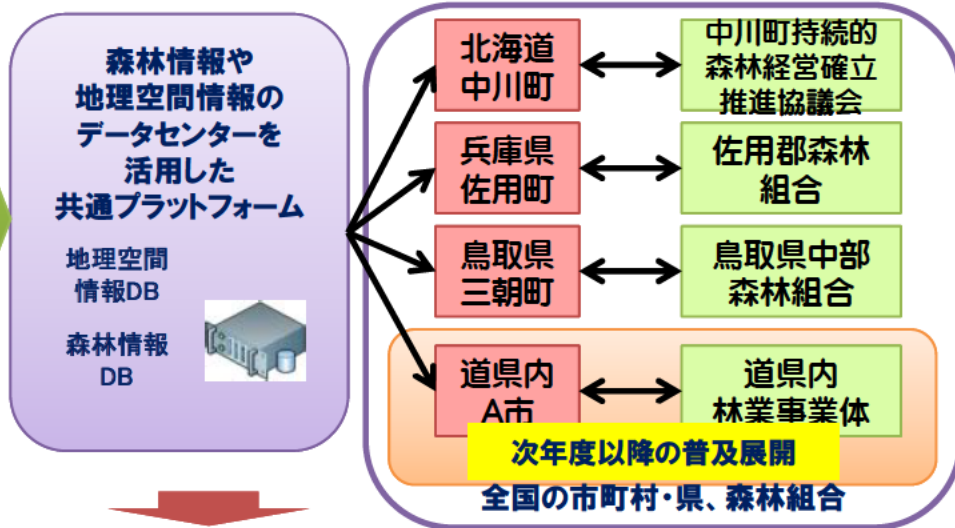 森林情報や
地理空間情報の
データセンターを
活用した
共通プラットフォーム
地理空間
情報DB
森林情報
DB
北海道
中川町
中川町持続的
森林経営確立
推進協議会
兵庫県
佐用町
佐用郡森林
組合
鳥取県
三朝町
鳥取県中部
森林組合
道県内
A市
道県内
林業事業体
次年度以降の普及展開
全国の市町村・県、森林組合